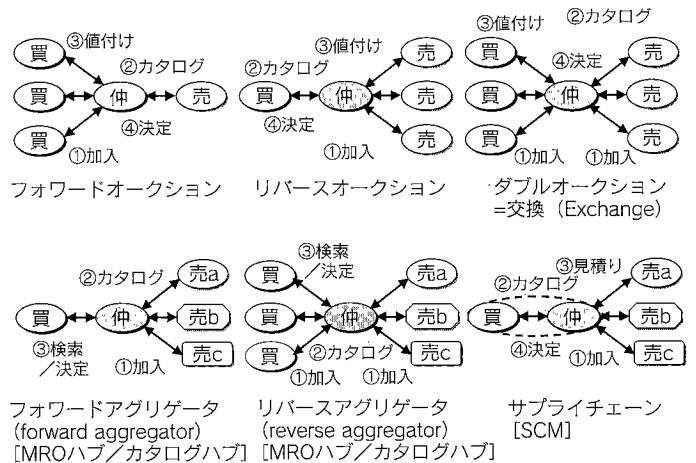 ③値付け
買
②カタログ
買
仲
売
④決定
買
①加入
フォワードオークション
③値付け
売
②カタログ
買
仲
売
④決定
売
①加入
リバースオークション
③値付け
②カタログ
買
売
④決定
買
仲
売
買
売
①加入
①加入
ダブルオークション
=交換（Exchange）
②カタログ
売a
買
仲
売b
③検索
／決定
①加入
売c
フォワードアグリゲータ
(forward aggregator)
[MROハブ／カタログハブ]
③検索
／決定
買
売a
買
仲
売b
②カタログ
買
売c
①加入
①加入
リバースアグリゲータ
(reverse aggregator)
[MROハブ／カタログハブ]
③見積り
②カタログ
売a
買
仲
売b
④決定
①加入
売c
サプライチェーン
[SCM]